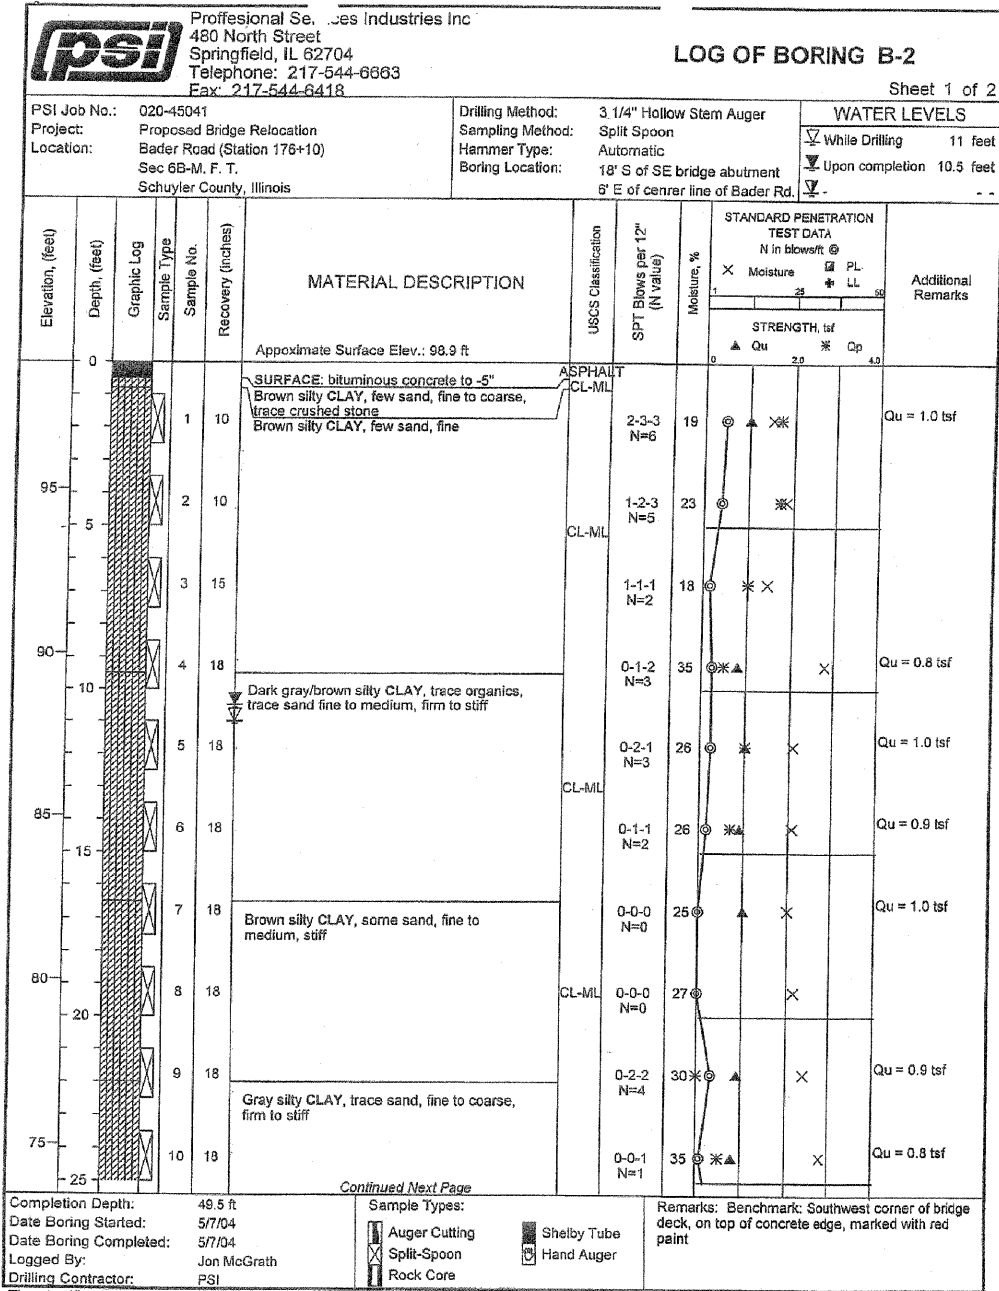 psi
Proffesional Se. .ces Industries Inc
480 North Street
Springfield, IL 62704
Telephone: 217-544-6663
Fax: 217-544-6418
LOG OF BORING B-2
Sheet 1 of 2
PSI Job No.: 020-45041
Project: Proposed Bridge Relocation
Location: Bader Road (Station 176+10)
Sec 6B-M. F. T.
Schuyler County, Illinois
Drilling Method: 3 1/4" Hollow Stem Auger
Sampling Method: Split Spoon
Hammer Type: Automatic
Boring Location: 18' S of SE bridge abutment
6' E of cenrer line of Bader Rd.
WATER LEVELS
While Drilling 11 feet
Upon completion 10.5 feet
- - -
Elevation, (feet)
Depth, (feet)
Graphic Log
Sample Type
Sample No.
Recovery (inches)
MATERIAL DESCRIPTION
Appoximate Surface Elev.: 98.9 ft
USCS Classification
SPT Blows per 12"
(N value)
Moisture, %
STANDARD PENETRATION
TEST DATA
N in blows/ft
Moisture PL
LL
1 25 50
STRENGTH, tsf
Qu Qp
0 2.0 4.0
Additional
Remarks
0
SURFACE: bituminous concrete to -5"
ASPHALT
Brown silty CLAY, few sand, fine to coarse,
trace crushed stone
CL-ML
Brown silty CLAY, few sand, fine
1 10 2-3-3 19 Qu = 1.0 tsf
N=6
95
2 10 1-2-3 23
N=5
5
CL-ML
3 15 1-1-1 18
N=2
90
4 18 0-1-2 35 Qu = 0.8 tsf
N=3
10
Dark gray/brown silty CLAY, trace organics,
trace sand fine to medium, firm to stiff
5 18 0-2-1 26 Qu = 1.0 tsf
N=3
CL-ML
85
6 18 0-1-1 26 Qu = 0.9 tsf
N=2
15
7 18 0-0-0 25 Qu = 1.0 tsf
N=0
Brown silty CLAY, some sand, fine to
medium, stiff
80
8 18 CL-ML 0-0-0 27
N=0
20
9 18 0-2-2 30 Qu = 0.9 tsf
N=4
Gray silty CLAY, trace sand, fine to coarse,
firm to stiff
75
10 18 0-0-1 35 Qu = 0.8 tsf
N=1
25
Continued Next Page
Completion Depth: 49.5 ft
Date Boring Started: 5/7/04
Date Boring Completed: 5/7/04
Logged By: Jon McGrath
Drilling Contractor: PSI
Sample Types:
Auger Cutting
Split-Spoon
Rock Core
Shelby Tube
Hand Auger
Remarks: Benchmark: Southwest corner of bridge
deck, on top of concrete edge, marked with red
paint